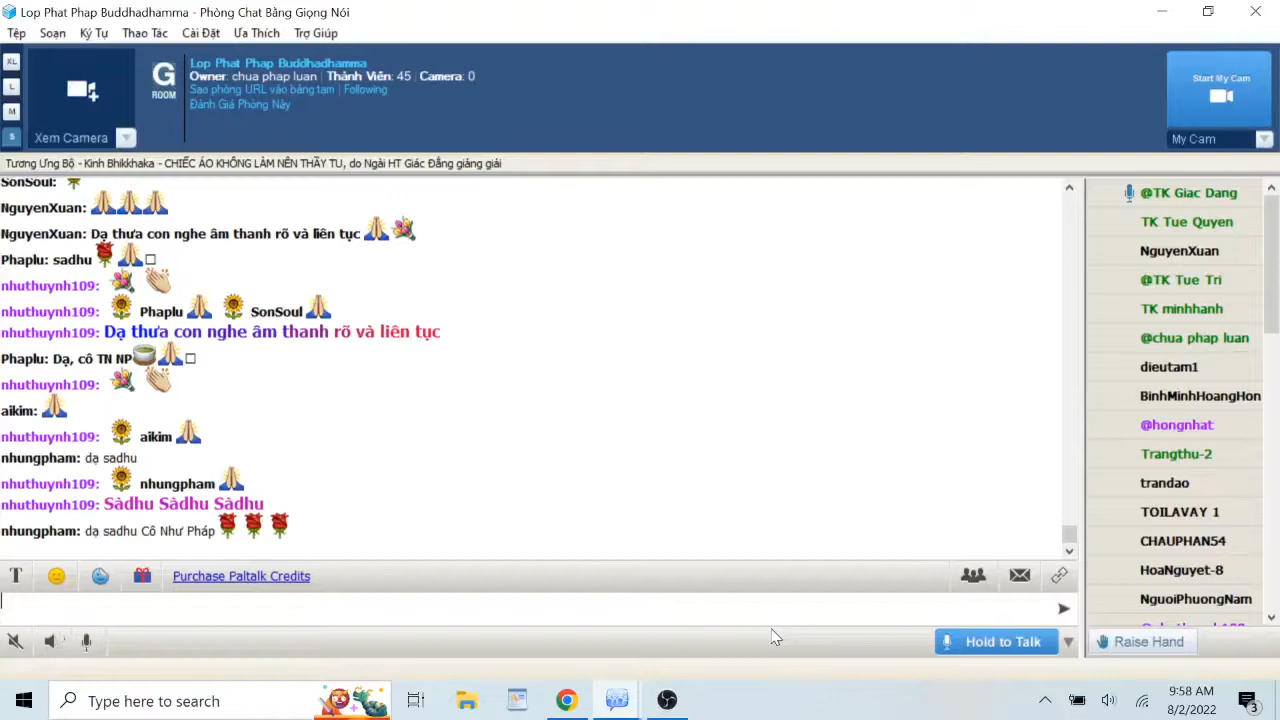 Lop Phat Phap Buddhadhamma - Phòng Chat Bằng Giọng Nói
Tệp Soạn Ký Tự Thao Tác Cài Đặt Ưa Thích Trợ Giúp
XL
L
M
S
Xem Camera
G
ROOM
Lop Phat Phap Buddhadhamma
Owner: chua phap luan | Thành Viên: 45 | Camera: 0
Sao phòng URL vào bảng tạm | Following
Đánh Giá Phòng Này
Start My Cam
My Cam
Tương Ưng Bộ - Kinh Bhikkhaka - CHIẾC ÁO KHÔNG LÀM NÊN THẦY TU, do Ngài HT Giác Đẳng giảng giải
SonSoul:
NguyenXuan:
NguyenXuan: Dạ thưa con nghe âm thanh rõ và liên tục
Phaplu: sadhu
nhuthuynh109:
nhuthuynh109: Phaplu SonSoul
nhuthuynh109: Dạ thưa con nghe âm thanh rõ và liên tục
Phaplu: Dạ, cô TN NP
nhuthuynh109:
aikim:
nhuthuynh109: aikim
nhungpham: dạ sadhu
nhuthuynh109: nhungpham
nhuthuynh109: Sàdhu Sàdhu Sàdhu
nhungpham: dạ sadhu Cô Như Pháp
@TK Giac Dang
TK Tue Quyen
NguyenXuan
@TK Tue Tri
TK minhhanh
@chua phap luan
dieutam1
BinhMinhHoangHon
@hongnhat
Trangthu-2
trandao
TOILAVAY 1
CHAUPHAN54
HoaNguyet-8
NguoiPhuongNam
T
Purchase Paltalk Credits
Hold to Talk
Raise Hand
Type here to search
9:58 AM
8/2/2022
3